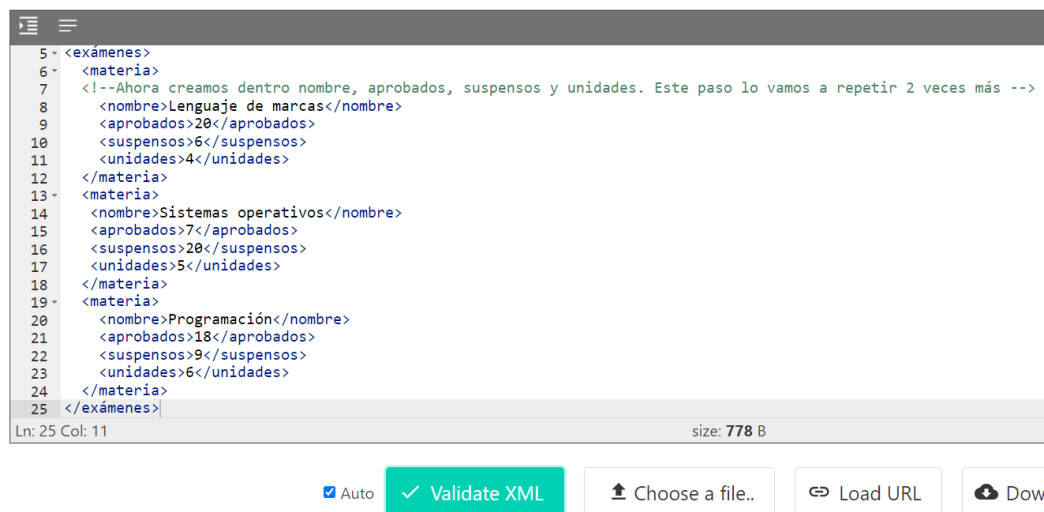 5 <exámenes>
6 <materia>
7 <!--Ahora creamos dentro nombre, aprobados, suspensos y unidades. Este paso lo vamos a repetir 2 veces más -->
8 <nombre>Lenguaje de marcas</nombre>
9 <aprobados>20</aprobados>
10 <suspensos>6</suspensos>
11 <unidades>4</unidades>
12 </materia>
13 <materia>
14 <nombre>Sistemas operativos</nombre>
15 <aprobados>7</aprobados>
16 <suspensos>20</suspensos>
17 <unidades>5</unidades>
18 </materia>
19 <materia>
20 <nombre>Programación</nombre>
21 <aprobados>18</aprobados>
22 <suspensos>9</suspensos>
23 <unidades>6</unidades>
24 </materia>
25 </exámenes>
Ln: 25 Col: 11 size: 778 B
Auto Validate XML Choose a file.. Load URL Dow